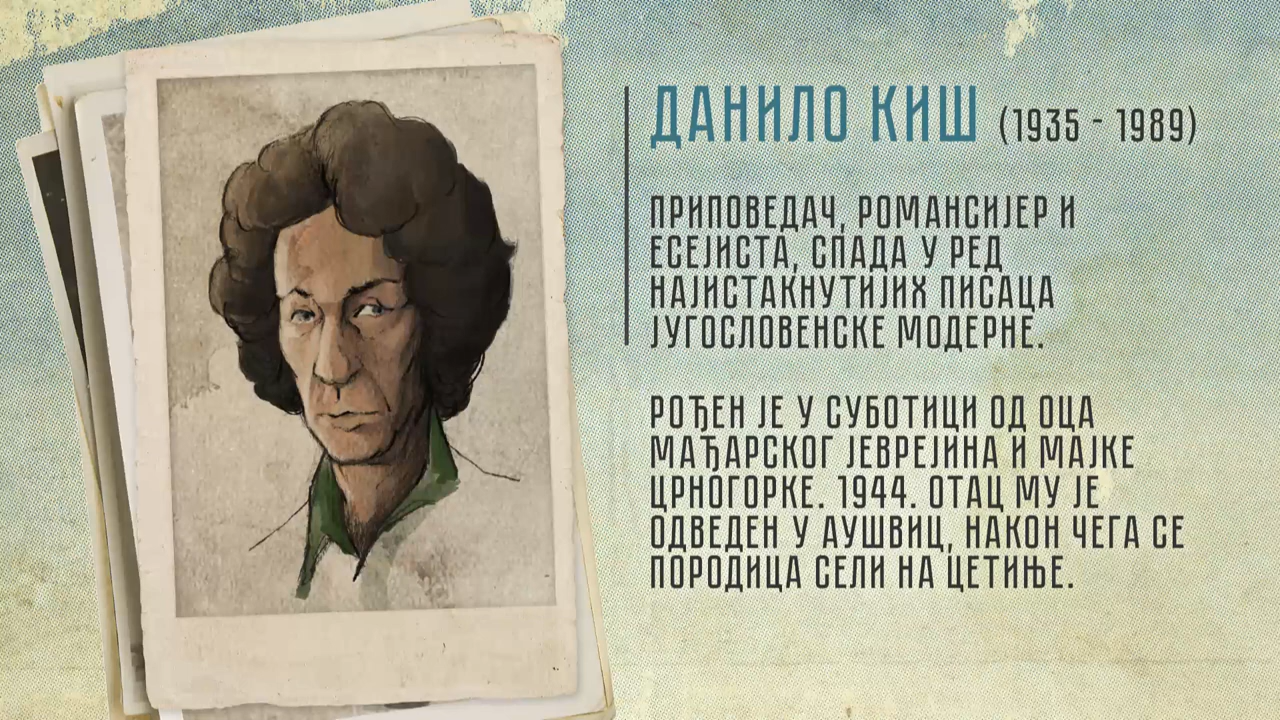 ДАНИЛО КИШ (1935 - 1989)
ПРИПОВЕДАЧ, РОМАНСИЈЕР И
ЕСЕЈИСТА, СПАДА У РЕД
НАЈИСТАКНУТИЈИХ ПИСАЦА
ЈУГОСЛОВЕНСКЕ МОДЕРНЕ.
РОЂЕН ЈЕ У СУБОТИЦИ ОД ОЦА
МАЂАРСКОГ ЈЕВРЕЈИНА И МАЈКЕ
ЦРНОГОРКЕ. 1944. ОТАЦ МУ ЈЕ
ОДВЕДЕН У АУШВИЦ, НАКОН ЧЕГА СЕ
ПОРОДИЦА СЕЛИ НА ЦЕТИЊЕ.